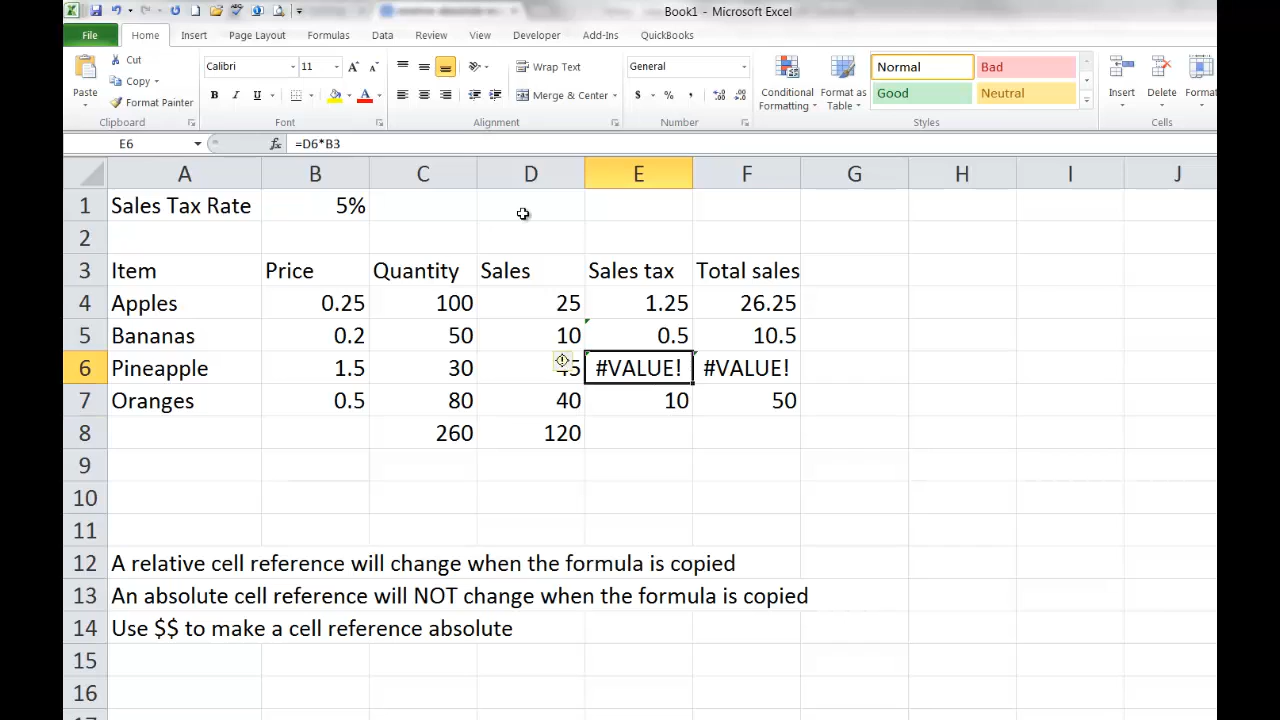 Book1 - Microsoft Excel
File Home Insert Page Layout Formulas Data Review View Developer Add-Ins QuickBooks
Paste Cut Copy Format Painter
Clipboard
Calibri 11 A A
B I U A
Font
Wrap Text
Merge & Center
Alignment
General
$ % , .0 .00 .00 .0
Number
Conditional Formatting Format as Table
Normal Bad
Good Neutral
Styles
Insert Delete Format
Cells
E6 fx =D6*B3
A B C D E F G H I J
1 Sales Tax Rate 5%
2
3 Item Price Quantity Sales Sales tax Total sales
4 Apples 0.25 100 25 1.25 26.25
5 Bananas 0.2 50 10 0.5 10.5
6 Pineapple 1.5 30 45 #VALUE! #VALUE!
7 Oranges 0.5 80 40 10 50
8 260 120
9
10
11
12 A relative cell reference will change when the formula is copied
13 An absolute cell reference will NOT change when the formula is copied
14 Use $$ to make a cell reference absolute
15
16